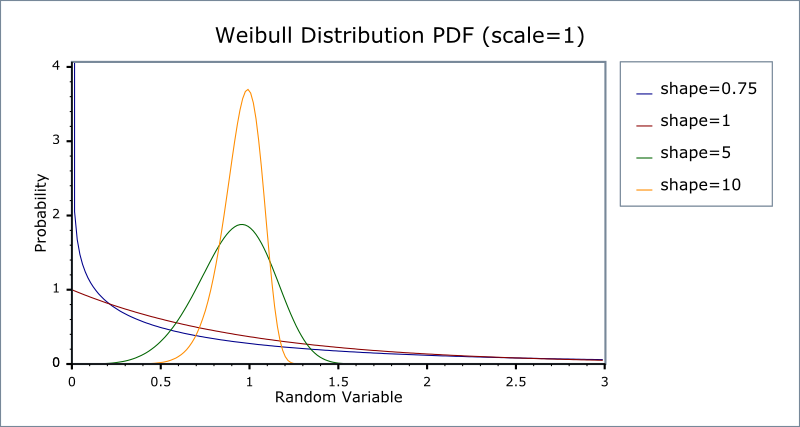 Weibull Distribution PDF (scale=1)
4
3
2
1
0
Probability
0
0.5
1
1.5
2
2.5
3
Random Variable
shape=0.75
shape=1
shape=5
shape=10